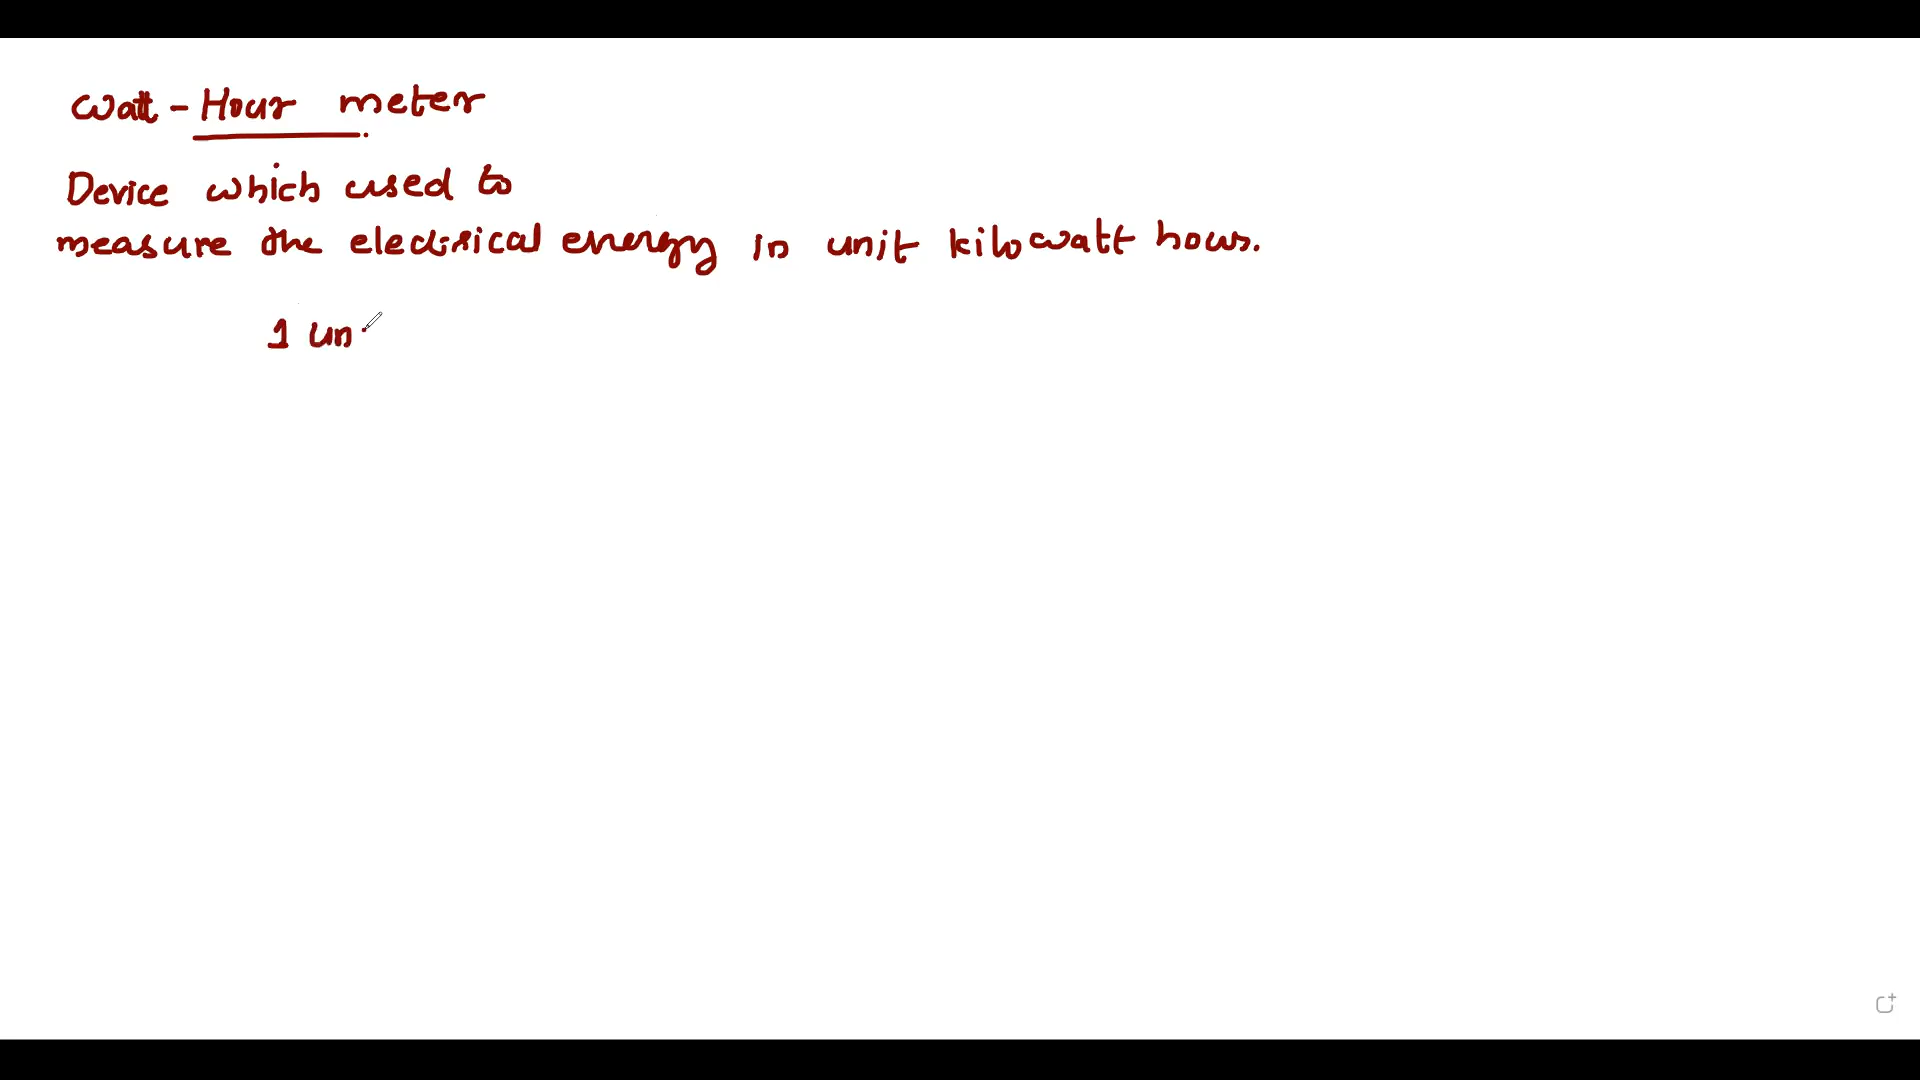 Watt - Hour meter
Device which used to
measure the electrical energy in unit kilowatt hours.
1 un